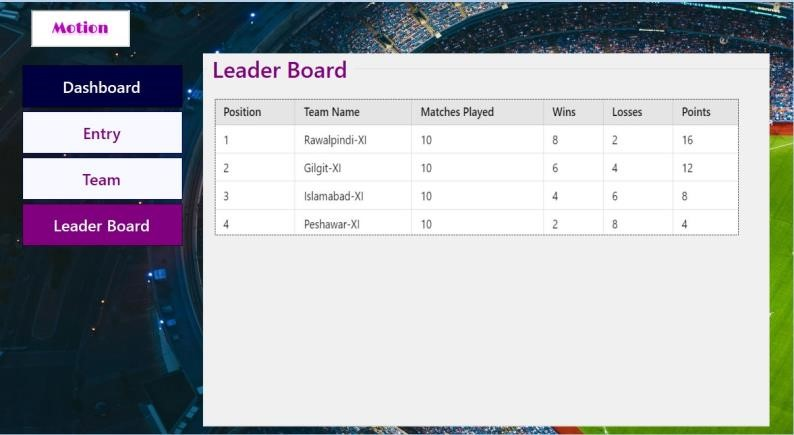 Motion
Dashboard
Entry
Team
Leader Board
Leader Board
Position Team Name Matches Played Wins Losses Points
1 Rawalpindi-XI 10 8 2 16
2 Gilgit-XI 10 6 4 12
3 Islamabad-XI 10 4 6 8
4 Peshawar-XI 10 2 8 4